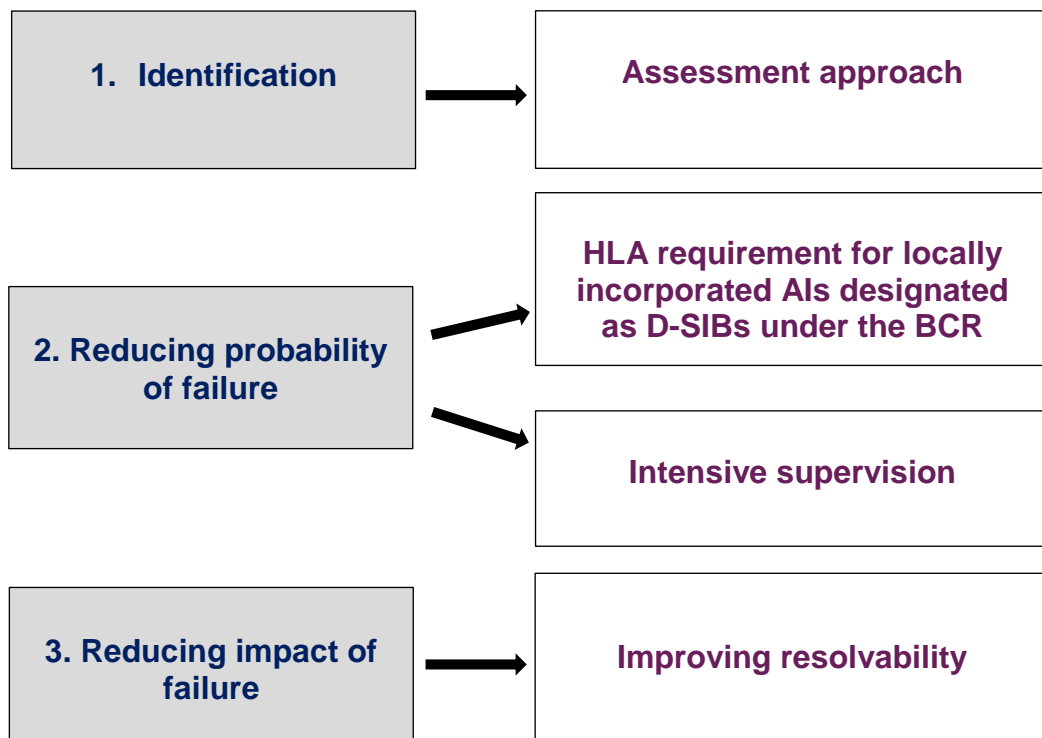 1. Identification
Assessment approach
HLA requirement for locally
incorporated AIs designated
as D-SIBs under the BCR
2. Reducing probability
of failure
Intensive supervision
3. Reducing impact of
failure
Improving resolvability